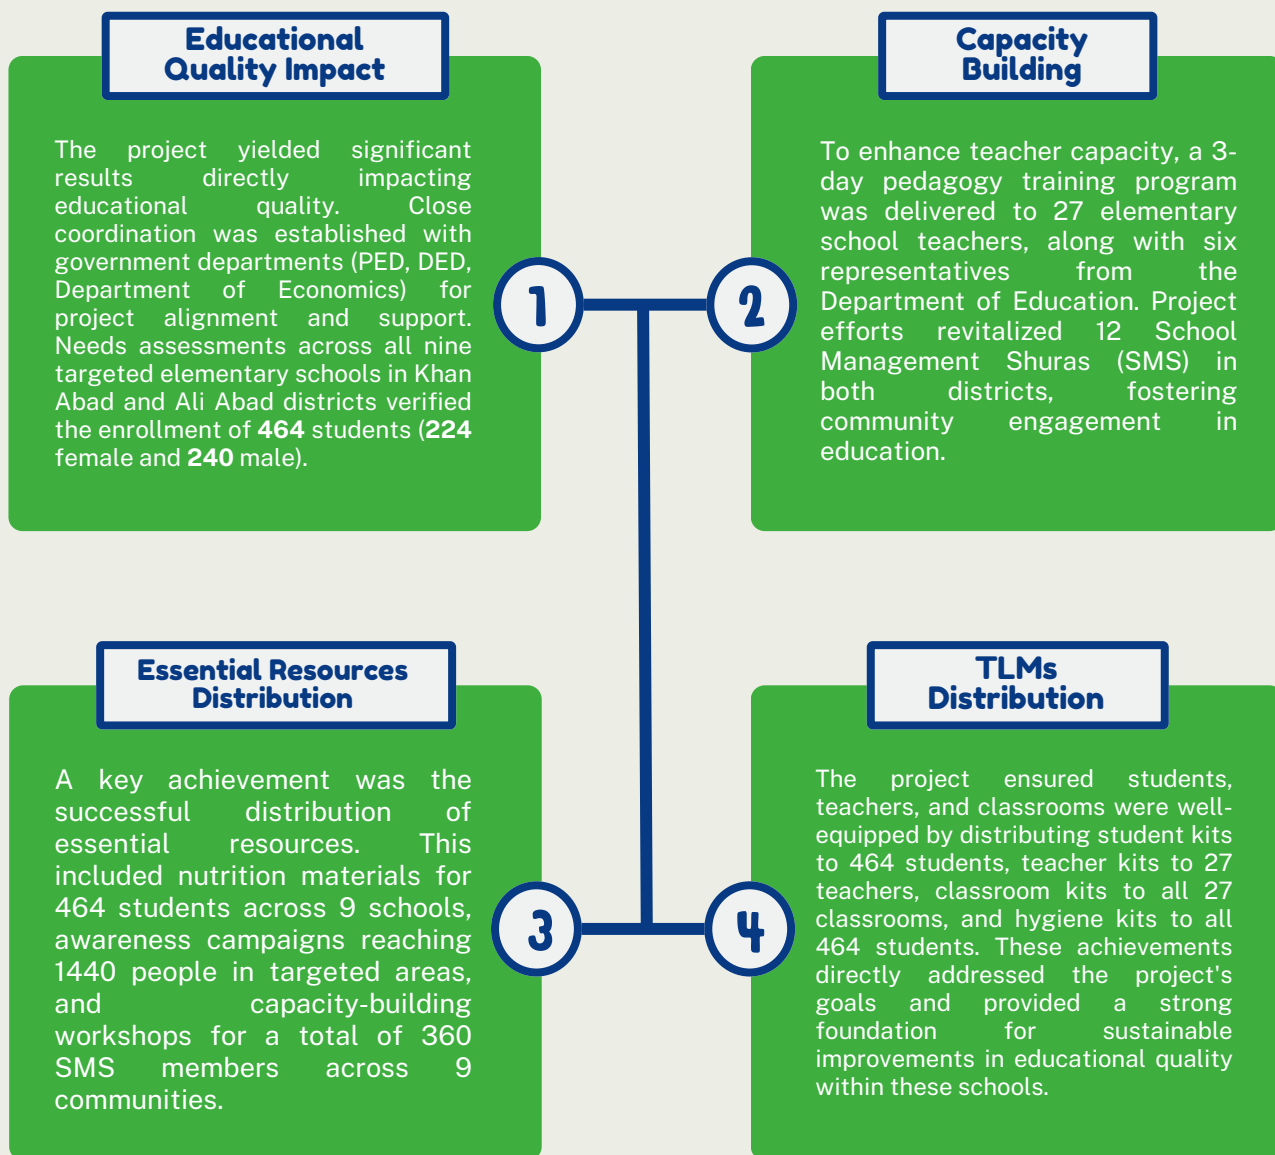 Educational
Quality Impact
The project yielded significant
results directly impacting
educational quality. Close
coordination was established with
government departments (PED, DED,
Department of Economics) for
project alignment and support.
Needs assessments across all nine
targeted elementary schools in Khan
Abad and Ali Abad districts verified
the enrollment of 464 students (224
female and 240 male).
1
Capacity
Building
To enhance teacher capacity, a 3-
day pedagogy training program
was delivered to 27 elementary
school teachers, along with six
representatives from the
Department of Education. Project
efforts revitalized 12 School
Management Shuras (SMS) in
both districts, fostering
community engagement in
education.
2
Essential Resources
Distribution
A key achievement was the
successful distribution of
essential resources. This
included nutrition materials for
464 students across 9 schools,
awareness campaigns reaching
1440 people in targeted areas,
and capacity-building
workshops for a total of 360
SMS members across 9
communities.
3
TLMs
Distribution
The project ensured students,
teachers, and classrooms were well-
equipped by distributing student kits
to 464 students, teacher kits to 27
teachers, classroom kits to all 27
classrooms, and hygiene kits to all
464 students. These achievements
directly addressed the project's
goals and provided a strong
foundation for sustainable
improvements in educational quality
within these schools.
4